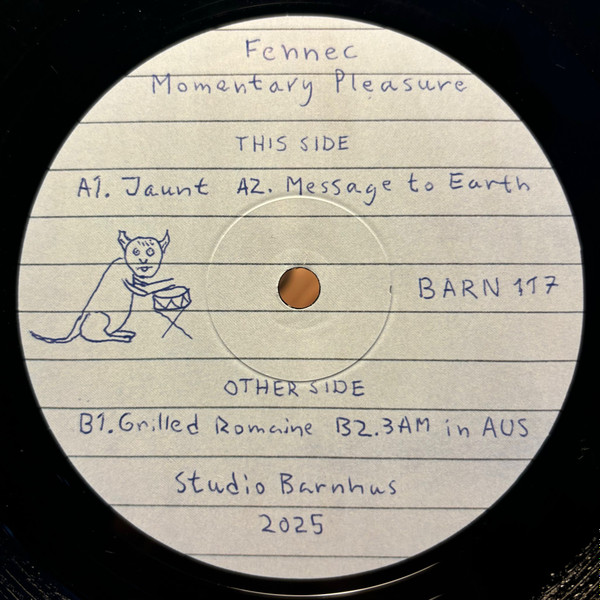 Fennec
Momentary Pleasure
THIS SIDE
A1. Jaunt A2. Message to Earth
BARN 117
OTHER SIDE
B1. Grilled Romaine B2. 3AM in AUS
Studio Barnhus
2025